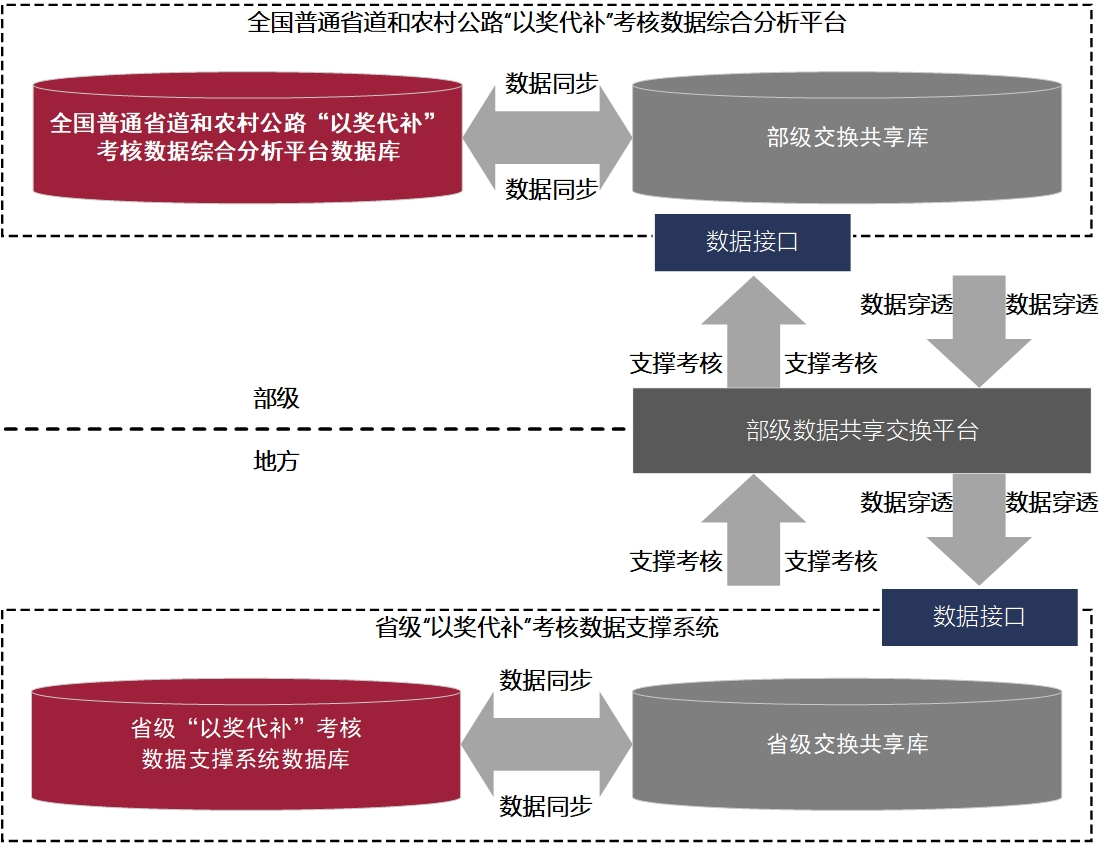 全国普通省道和农村公路“以奖代补”考核数据综合分析平台
数据同步
全国普通省道和农村公路“以奖代补”
考核数据综合分析平台数据库
部级交换共享库
数据同步
数据接口
数据穿透 数据穿透
支撑考核 支撑考核
部级
部级数据共享交换平台
地方
数据穿透 数据穿透
支撑考核 支撑考核
数据接口
省级“以奖代补”考核数据支撑系统
数据同步
省级“以奖代补”考核
数据支撑系统数据库
省级交换共享库
数据同步